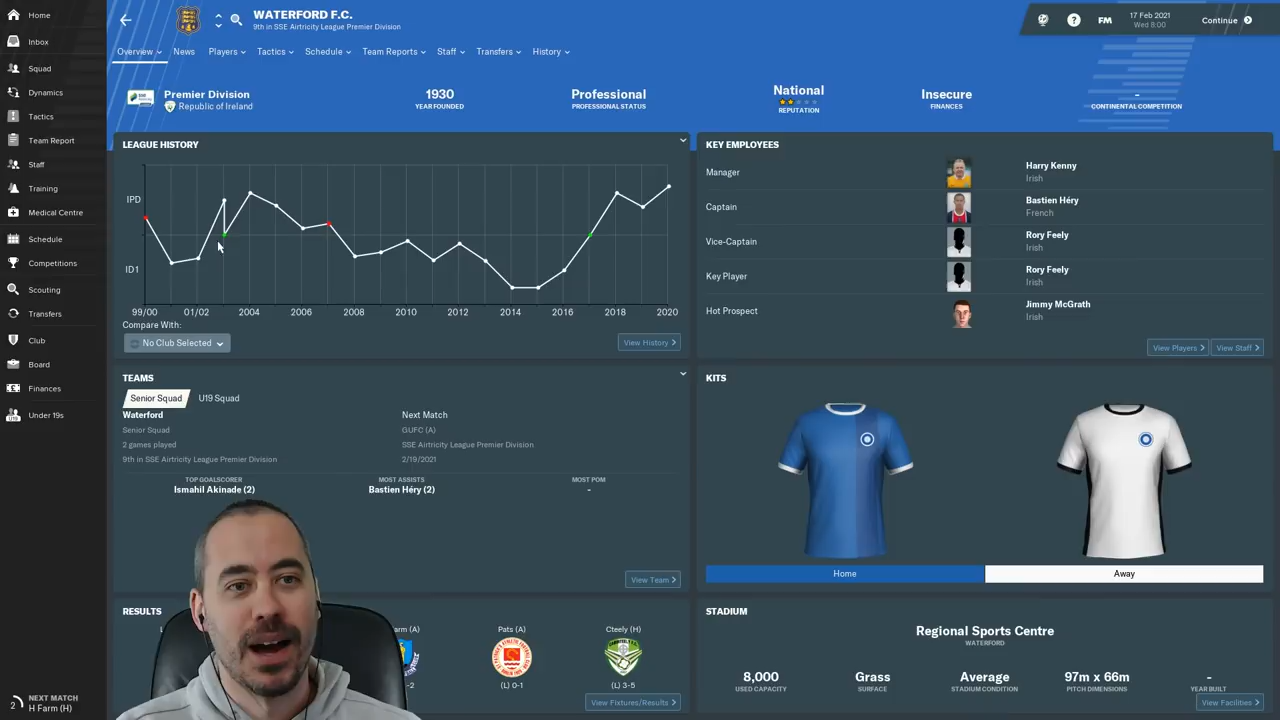 WATERFORD F.C.
9th in SSE Airtricity League Premier Division
17 Feb 2021
Wed 9:00
FM
Continue
Home
Inbox
Squad
Dynamics
Tactics
Team Report
Staff
Training
Medical Centre
Schedule
Competitions
Scouting
Transfers
Club
Board
Finances
Under 19s
NEXT MATCH
H Farm (H)
Overview
News
Players
Tactics
Schedule
Team Reports
Staff
Transfers
History
Premier Division
Republic of Ireland
1930
YEAR FOUNDED
Professional
PROFESSIONAL STATUS
National
REPUTATION
Insecure
FINANCES
-
CONTINENTAL COMPETITION
LEAGUE HISTORY
IPD
ID1
99/00 01/02 2004 2006 2008 2010 2012 2014 2016 2018 2020
Compare With:
No Club Selected
View History
KEY EMPLOYEES
Manager
Harry Kenny
Irish
Captain
Bastien Héry
French
Vice-Captain
Rory Feely
Irish
Key Player
Rory Feely
Irish
Hot Prospect
Jimmy McGrath
Irish
View Players
View Staff
TEAMS
Senior Squad U19 Squad
Waterford
Senior Squad
2 games played
9th in SSE Airtricity League Premier Division
Next Match
GUFC (A)
SSE Airtricity League Premier Division
2/19/2021
TOP GOALSCORER
Ismahil Akinade (2)
MOST ASSISTS
Bastien Héry (2)
MOST POM
-
View Team
KITS
Home
Away
RESULTS
Pats (A)
(L) 0-1
Cteely (H)
(L) 3-5
View Fixtures/Results
STADIUM
Regional Sports Centre
WATERFORD
8,000
USED CAPACITY
Grass
SURFACE
Average
STADIUM CONDITION
97m x 66m
PITCH DIMENSIONS
-
YEAR BUILT
View Facilities